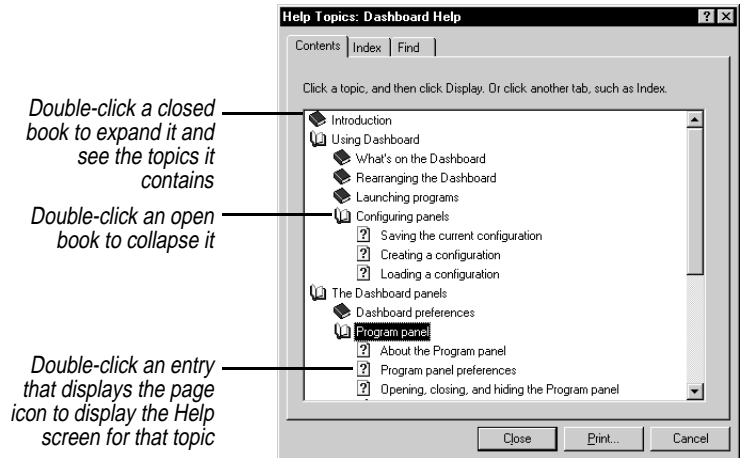 Help Topics: Dashboard Help
Contents Index Find
Click a topic, and then click Display. Or click another tab, such as Index.
Double-click a closed
book to expand it and
see the topics it
contains
Double-click an open
book to collapse it
Double-click an entry
that displays the page
icon to display the Help
screen for that topic
Introduction
Using Dashboard
What's on the Dashboard
Rearranging the Dashboard
Launching programs
Configuring panels
Saving the current configuration
Creating a configuration
Loading a configuration
The Dashboard panels
Dashboard preferences
Program panel
About the Program panel
Program panel preferences
Opening, closing, and hiding the Program panel
Close Print... Cancel